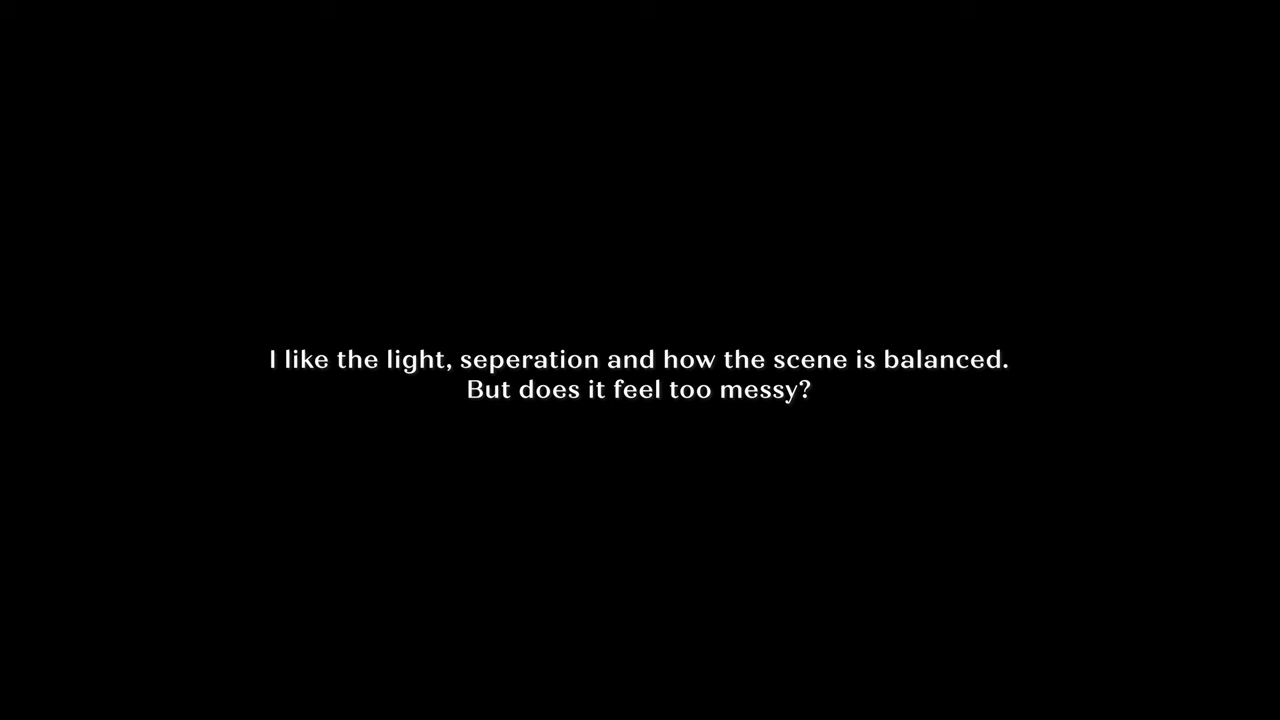 I like the light, seperation and how the scene is balanced.
But does it feel too messy?